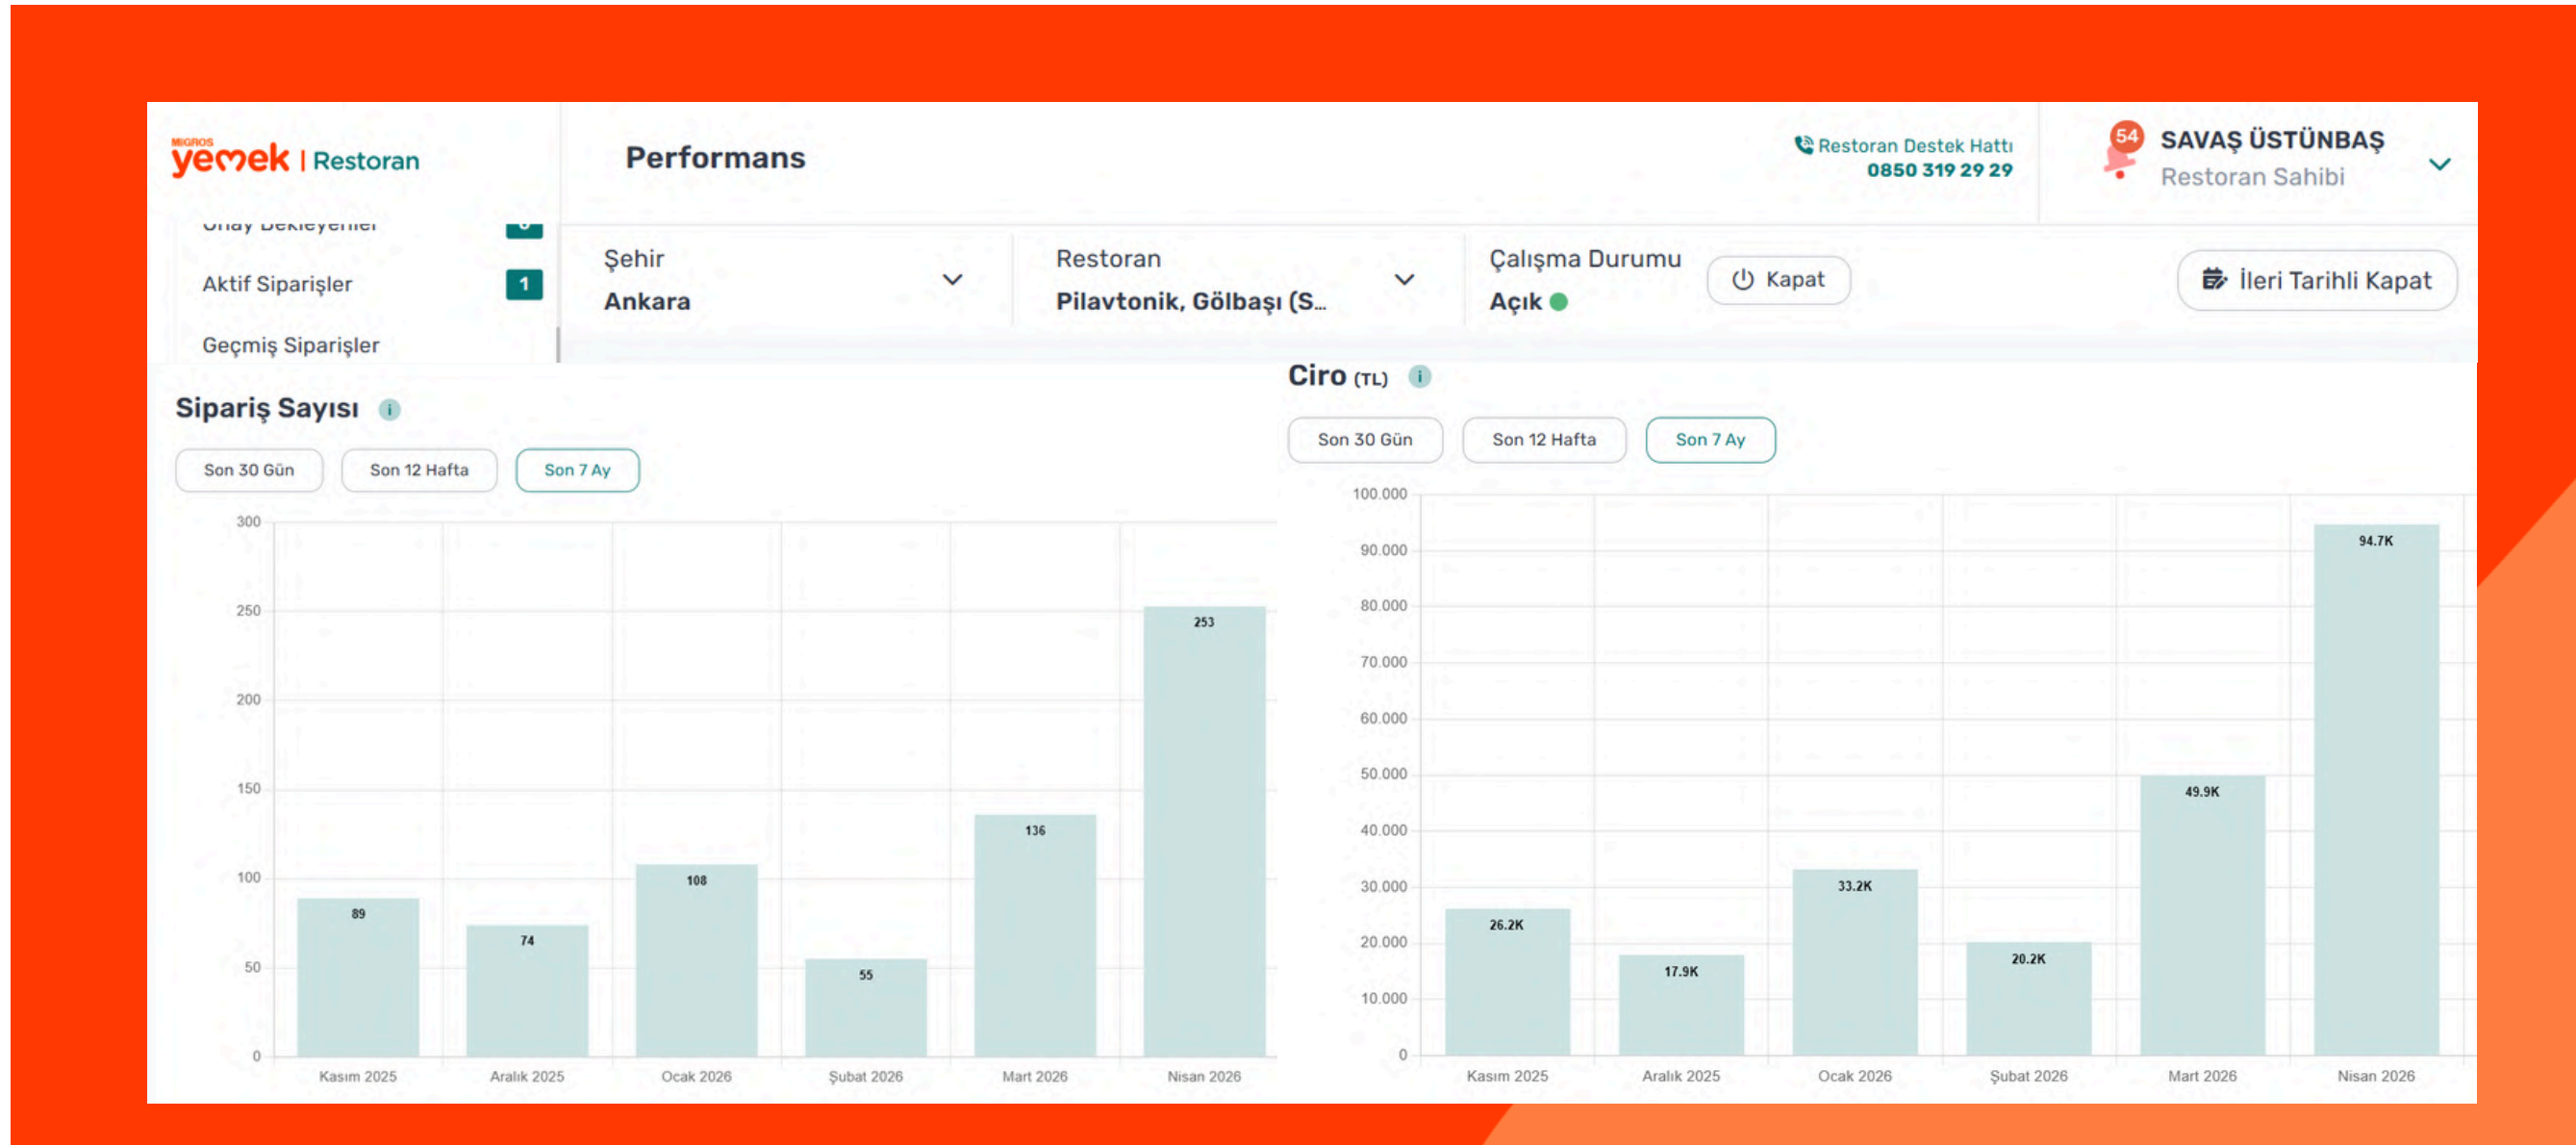 MIGROS
yemek | Restoran
Performans
Restoran Destek Hattı
0850 319 29 29
54
SAVAŞ ÜSTÜNBAŞ
Restoran Sahibi
Onay Bekleyenler
Aktif Siparişler
1
Geçmiş Siparişler
Şehir
Ankara
Restoran
Pilavtonik, Gölbaşı (S...
Çalışma Durumu
Açık
Kapat
İleri Tarihli Kapat
Sipariş Sayısı i
Son 30 Gün
Son 12 Hafta
Son 7 Ay
300
250
200
150
100
50
0
89
74
108
55
136
253
Kasım 2025
Aralık 2025
Ocak 2026
Şubat 2026
Mart 2026
Nisan 2026
Ciro (TL) i
Son 30 Gün
Son 12 Hafta
Son 7 Ay
100.000
90.000
80.000
70.000
60.000
50.000
40.000
30.000
20.000
10.000
0
26.2K
17.9K
33.2K
20.2K
49.9K
94.7K
Kasım 2025
Aralık 2025
Ocak 2026
Şubat 2026
Mart 2026
Nisan 2026